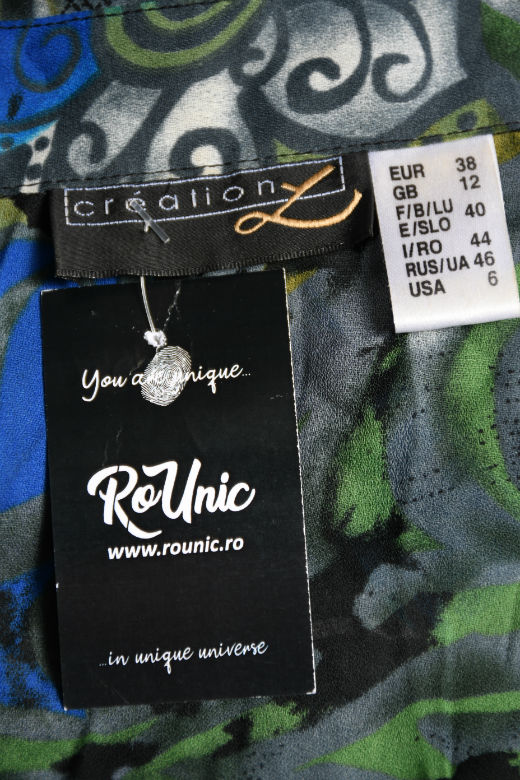 création L
EUR 38
GB 12
F/B/LU
E/SLO 40
I/RO 44
RUS/UA 46
USA 6
You are unique...
RoUnic
www.rounic.ro
...in unique universe